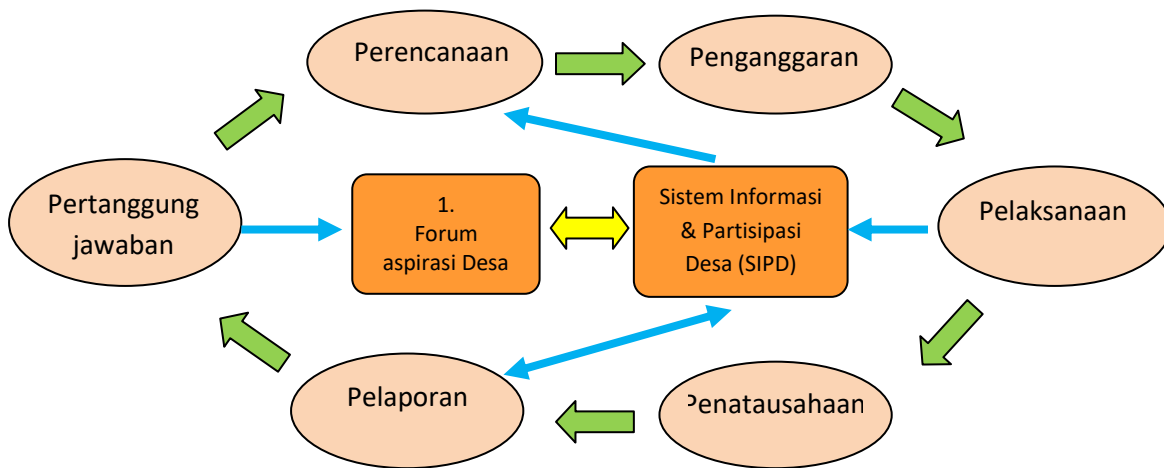 Perencanaan
Penganggaran
Pertanggung
jawaban
1.
Forum
aspirasi Desa
Sistem Informasi
& Partisipasi
Desa (SIPD)
Pelaksanaan
Pelaporan
Penatausahaan